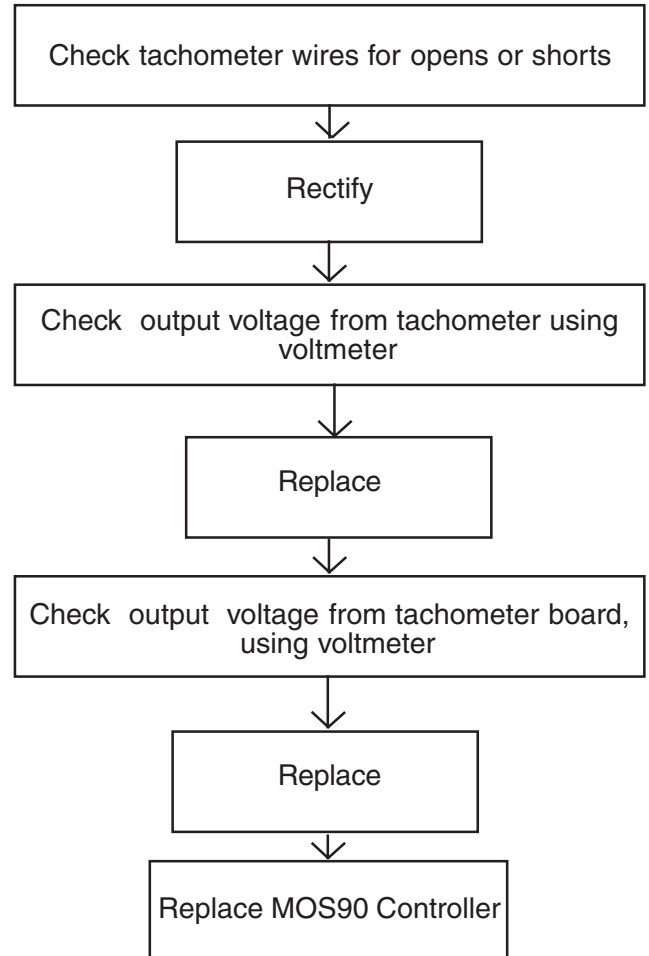 Check tachometer wires for opens or shorts
Rectify
Check output voltage from tachometer using
voltmeter
Replace
Check output voltage from tachometer board,
using voltmeter
Replace
Replace MOS90 Controller